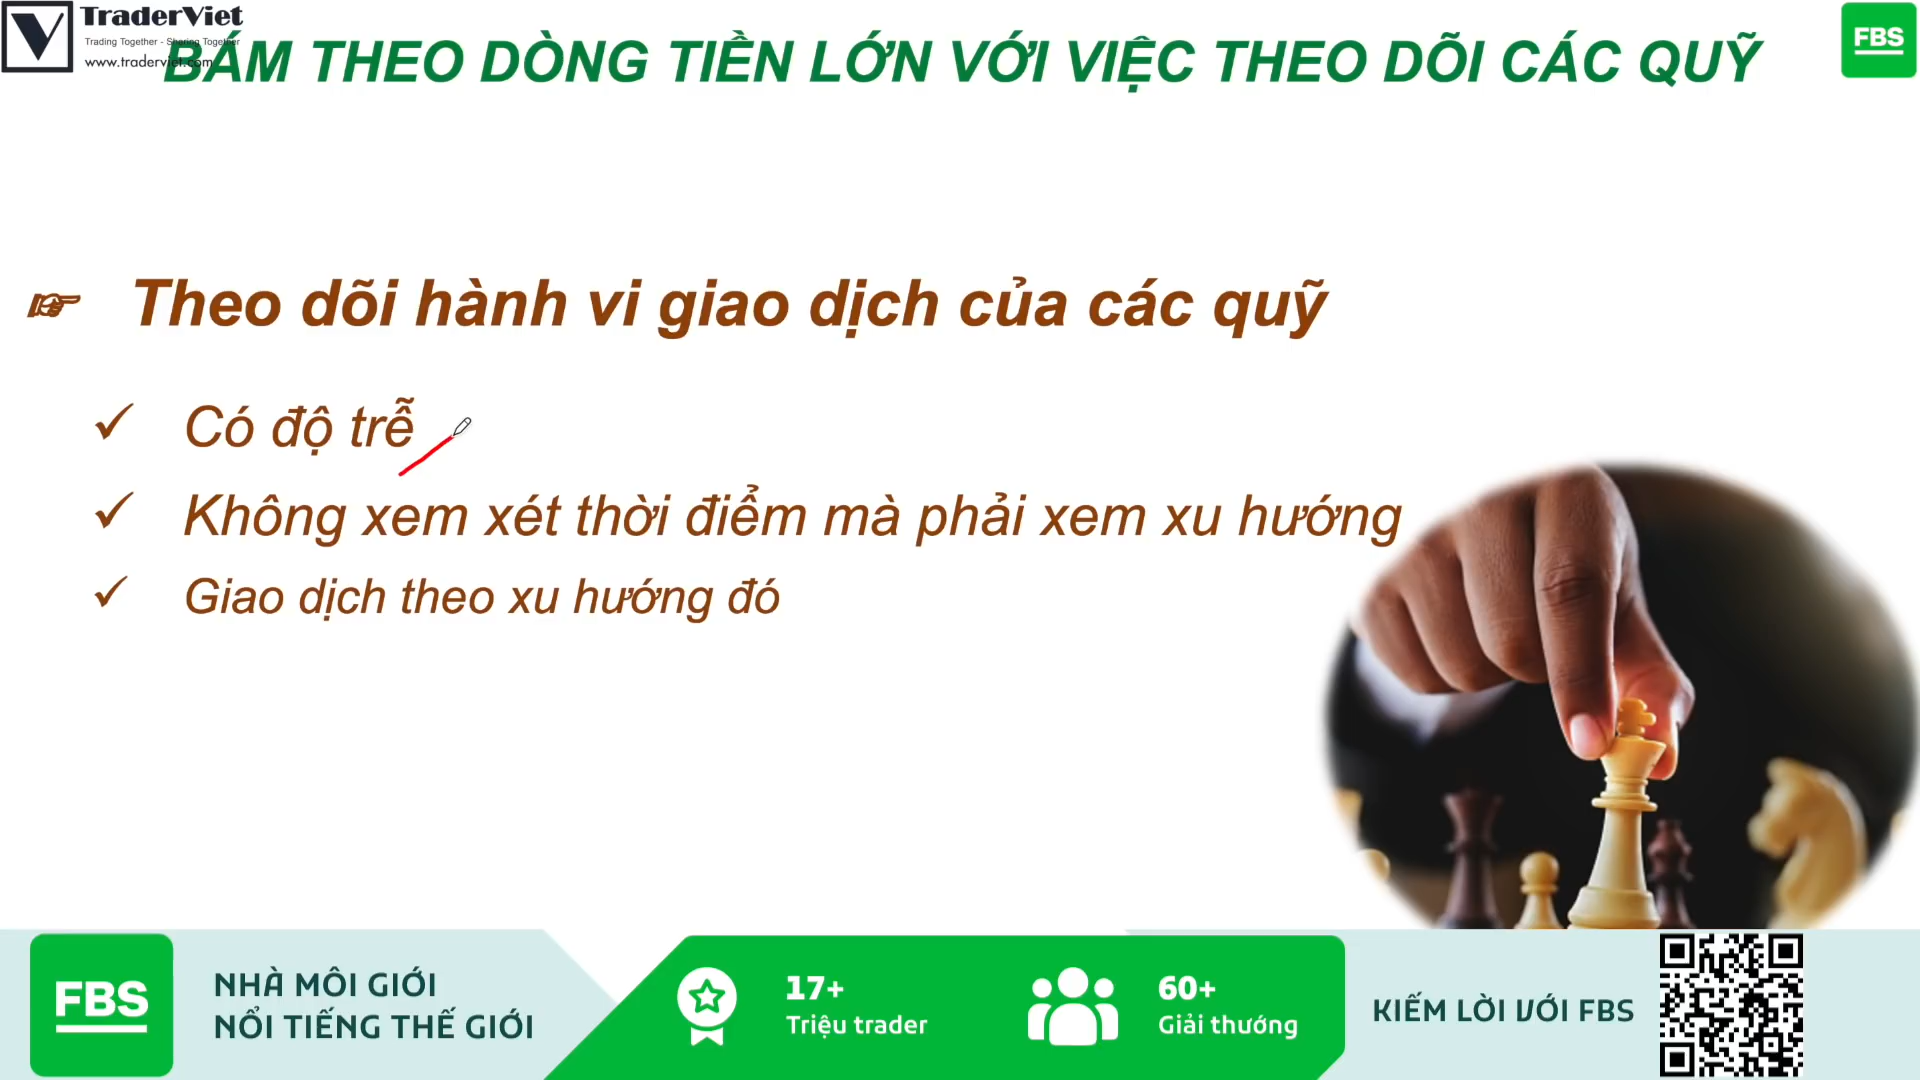 TraderViet
Trading Together - Sharing Together
www.traderviet.com
BÁM THEO DÒNG TIỀN LỚN VỚI VIỆC THEO DÕI CÁC QUỸ
FBS
Theo dõi hành vi giao dịch của các quỹ
Có độ trễ
Không xem xét thời điểm mà phải xem xu hướng
Giao dịch theo xu hướng đó
FBS
NHÀ MÔI GIỚI
NỔI TIẾNG THẾ GIỚI
17+
Triệu trader
60+
Giải thưởng
KIẾM LỜI VỚI FBS